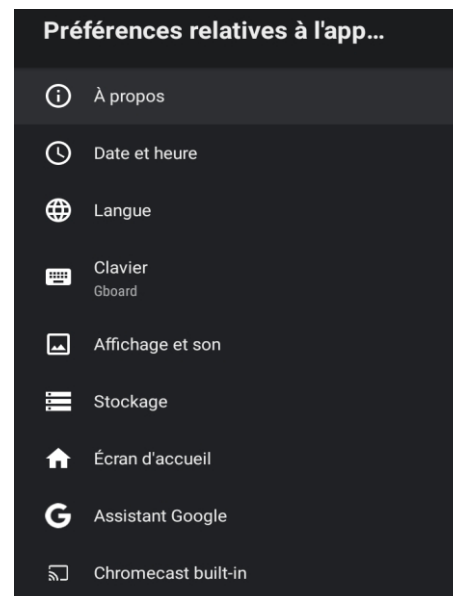 Préférences relatives à l'app...
À propos
Date et heure
Langue
Clavier
Gboard
Affichage et son
Stockage
Écran d'accueil
Assistant Google
Chromecast built-in